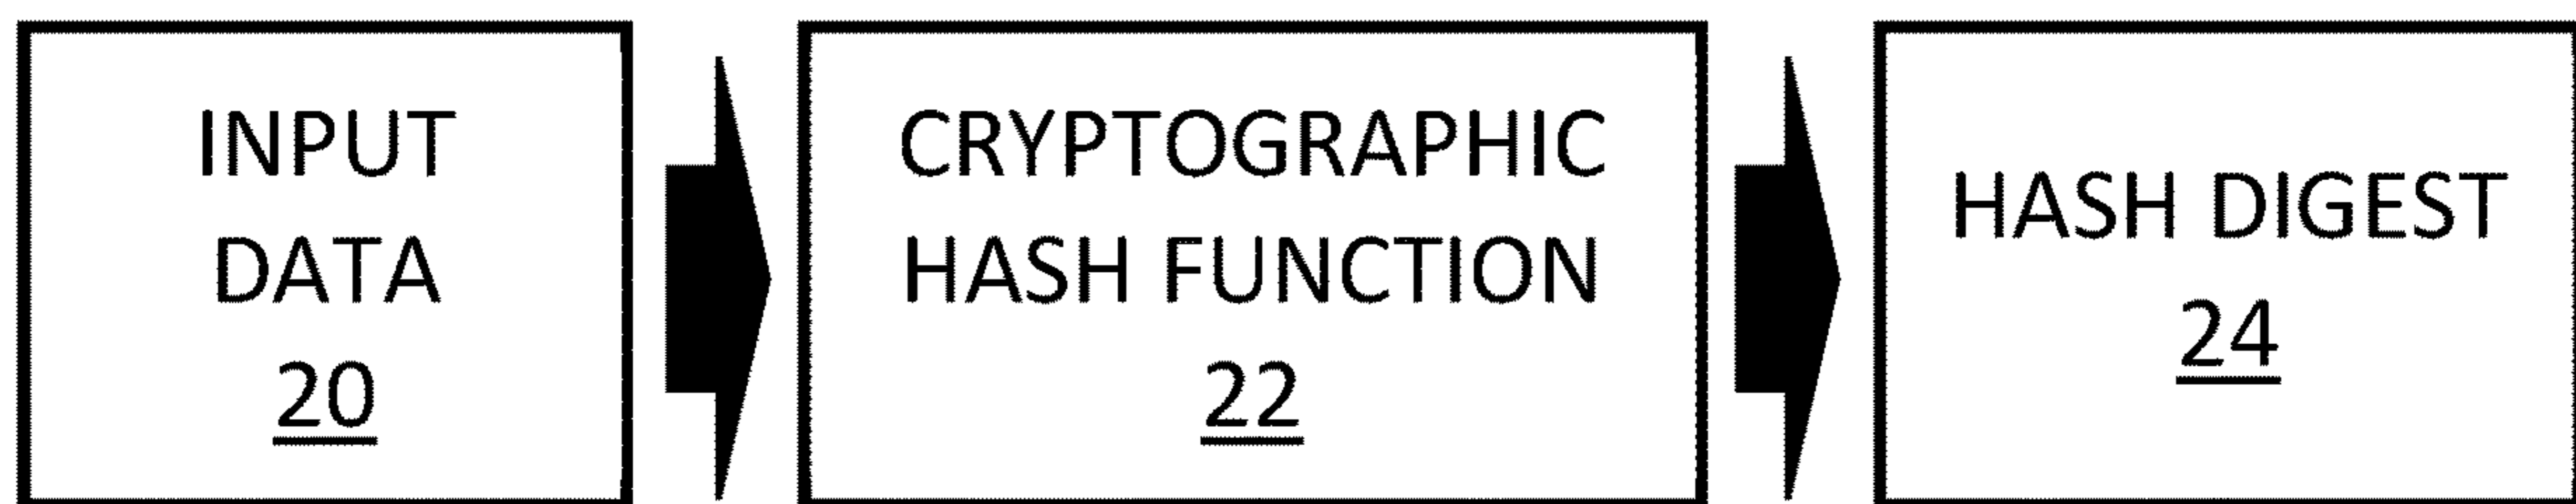 INPUT
DATA
20
CRYPTOGRAPHIC
HASH FUNCTION
22
HASH DIGEST
24